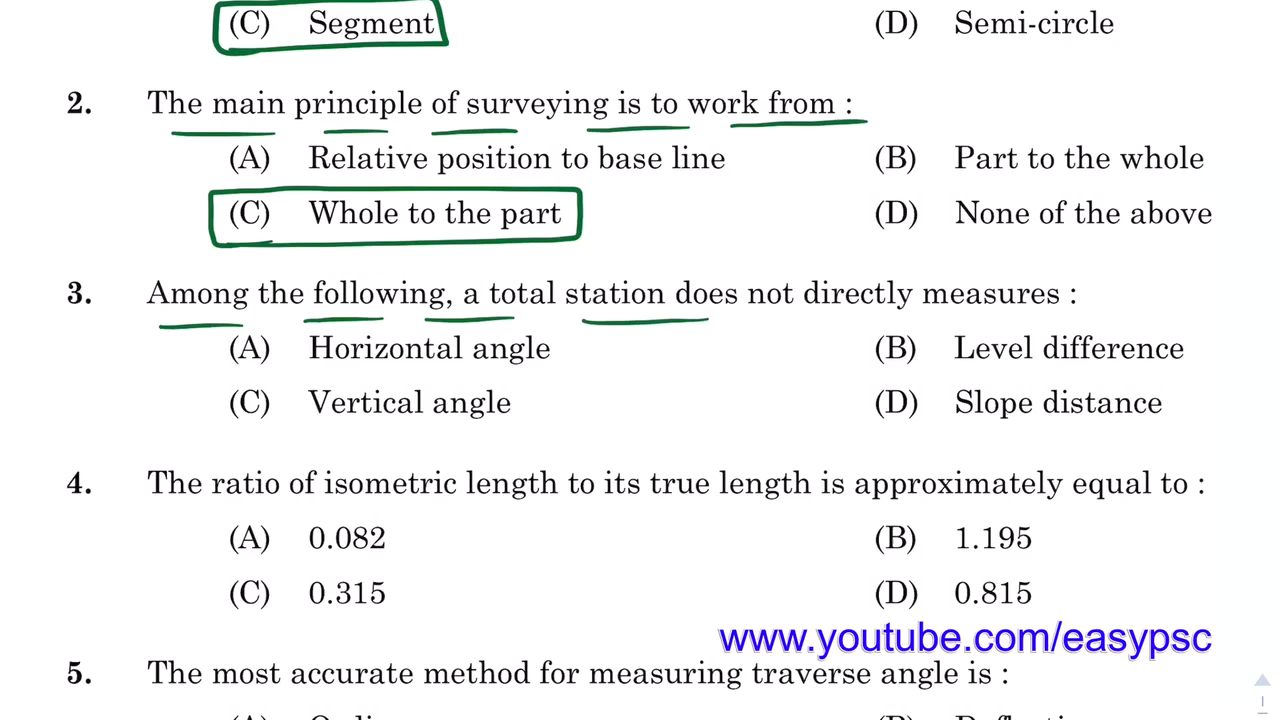 (C) Segment (D) Semi-circle
2. The main principle of surveying is to work from :
(A) Relative position to base line (B) Part to the whole
(C) Whole to the part (D) None of the above
3. Among the following, a total station does not directly measures :
(A) Horizontal angle (B) Level difference
(C) Vertical angle (D) Slope distance
4. The ratio of isometric length to its true length is approximately equal to :
(A) 0.082 (B) 1.195
(C) 0.315 (D) 0.815
www.youtube.com/easypsc
5. The most accurate method for measuring traverse angle is :